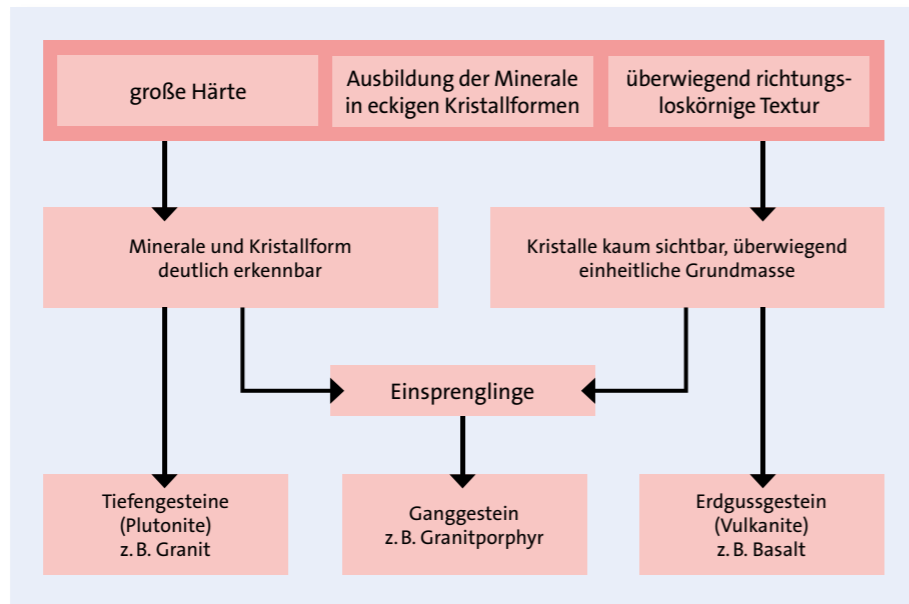 große Härte
Ausbildung der Minerale
in eckigen Kristallformen
überwiegend richtungs-
loskörnige Textur
Minerale und Kristallform
deutlich erkennbar
Kristalle kaum sichtbar, überwiegend
einheitliche Grundmasse
Einsprenglinge
Tiefengesteine
(Plutonite)
z. B. Granit
Ganggestein
z. B. Granitporphyr
Erdgussgestein
(Vulkanite)
z. B. Basalt